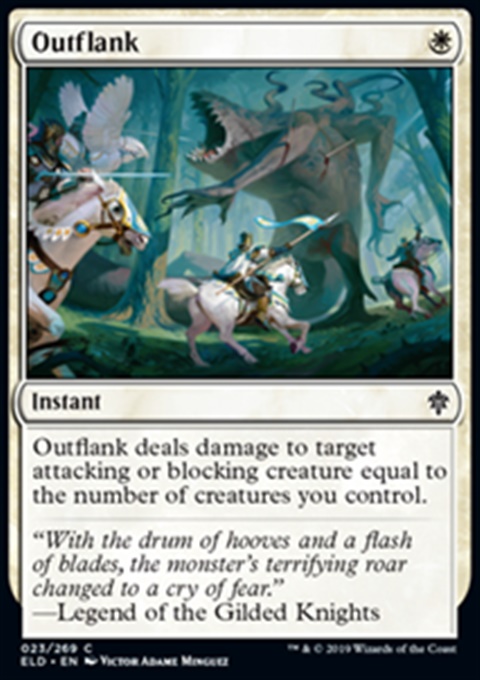 Outflank
Instant
Outflank deals damage to target
attacking or blocking creature equal to
the number of creatures you control.
“With the drum of hooves and a flash
of blades, the monster’s terrifying roar
changed to a cry of fear.”
—Legend of the Gilded Knights
023/269 C
ELD • EN Victor Adame Minguez
™ & © 2019 Wizards of the Coast